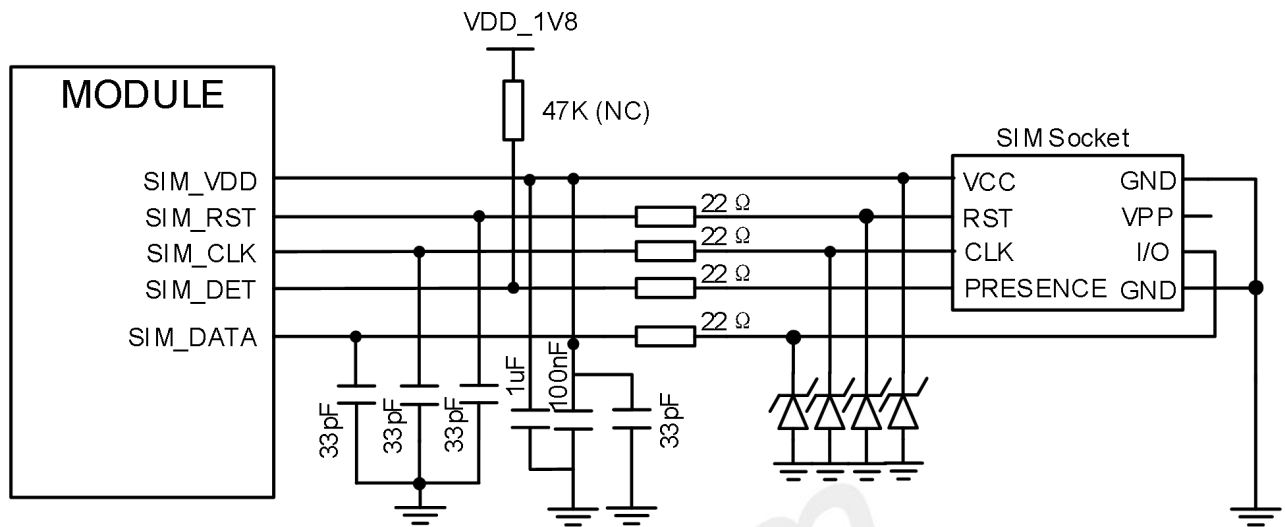 VDD_1V8
MODULE
47K (NC)
SIM Socket
SIM_VDD
VCC
GND
SIM_RST
22 Ω
RST
VPP
SIM_CLK
22 Ω
CLK
I/O
SIM_DET
22 Ω
PRESENCE
GND
SIM_DATA
22 Ω
33pF
33pF
33pF
1uF
100nF
33pF